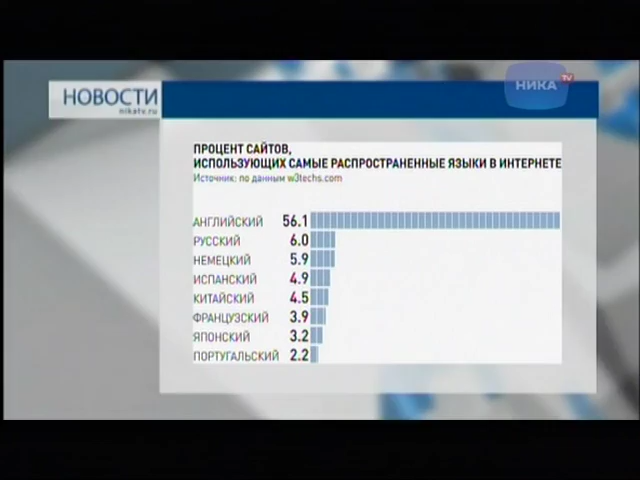 НОВОСТИ
nikatv.ru
НИКА TV
ПРОЦЕНТ САЙТОВ,
ИСПОЛЬЗУЮЩИХ САМЫЕ РАСПРОСТРАНЕННЫЕ ЯЗЫКИ В ИНТЕРНЕТЕ
Источник: по данным w3techs.com
АНГЛИЙСКИЙ 56.1
РУССКИЙ 6.0
НЕМЕЦКИЙ 5.9
ИСПАНСКИЙ 4.9
КИТАЙСКИЙ 4.5
ФРАНЦУЗСКИЙ 3.9
ЯПОНСКИЙ 3.2
ПОРТУГАЛЬСКИЙ 2.2